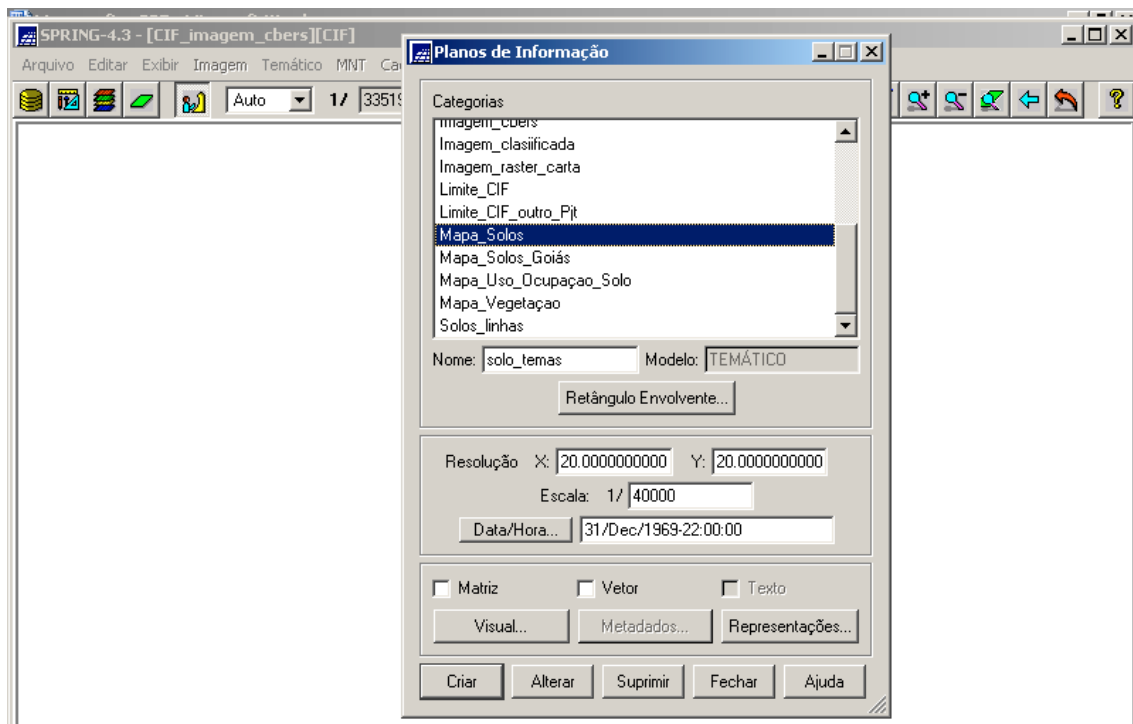 SPRING-4.3 - [CIF_imagem_cbers][CIF]
Planos de Informação
Arquivo Editar Exibir Imagem Temático MNT
Auto 1/
Categorias
Imagem_cbers
Imagem_clasiificada
Imagem_raster_carta
Limite_CIF
Limite_CIF_outro_Pjt
Mapa_Solos
Mapa_Solos_Goiás
Mapa_Uso_Ocupaçao_Solo
Mapa_Vegetaçao
Solos_linhas
Nome: solo_temas Modelo: TEMÁTICO
Retângulo Envolvente...
Resolução X: 20.0000000000 Y: 20.0000000000
Escala: 1/ 40000
Data/Hora... 31/Dec/1969-22:00:00
Matriz Vetor Texto
Visual... Metadados... Representações...
Criar Alterar Suprimir Fechar Ajuda